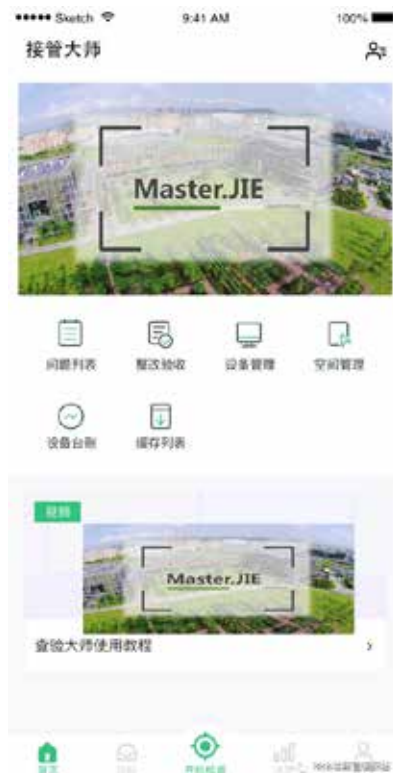 Sketch 9:41 AM 100%
接管大师
Master.JIE
问题列表 整改验收 设备管理 空间管理
设备台账 缓存列表
视频
Master.JIE
查验大师使用教程
首页